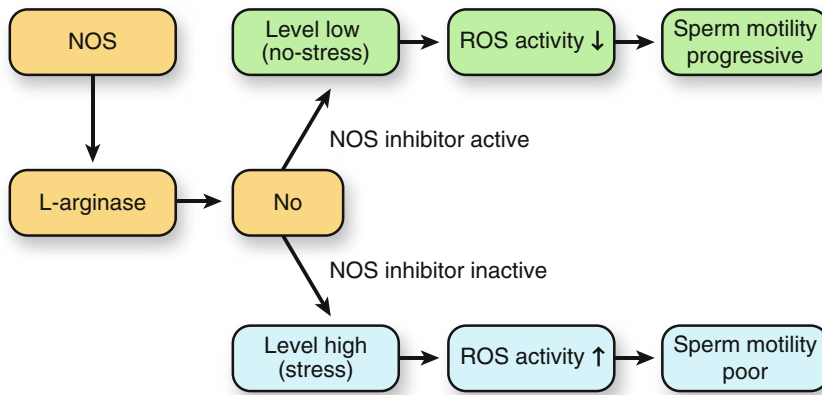 NOS
Level low
(no-stress)
ROS activity ↓
Sperm motility
progressive
NOS inhibitor active
L-arginase
No
NOS inhibitor inactive
Level high
(stress)
ROS activity ↑
Sperm motility
poor